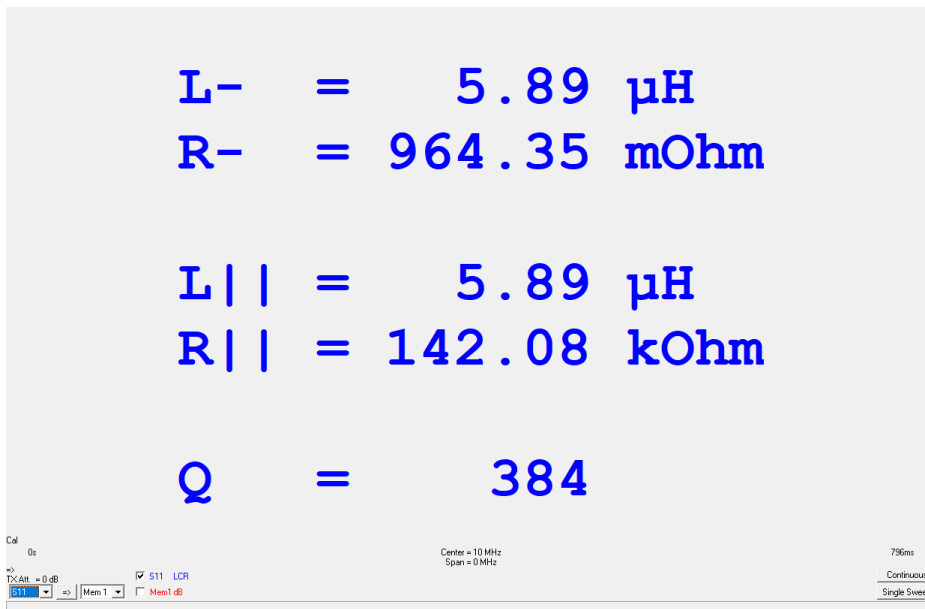 L- = 5.89 µH
R- = 964.35 mOhm
L|| = 5.89 µH
R|| = 142.08 kOhm
Q = 384
Cal
0s
Center = 10 MHz
796ms
Span = 0 MHz
=>
TX Att. = 0 dB
S11 LCR
Continuous
S11 => Mem 1
Mem1 dB
Single Swee